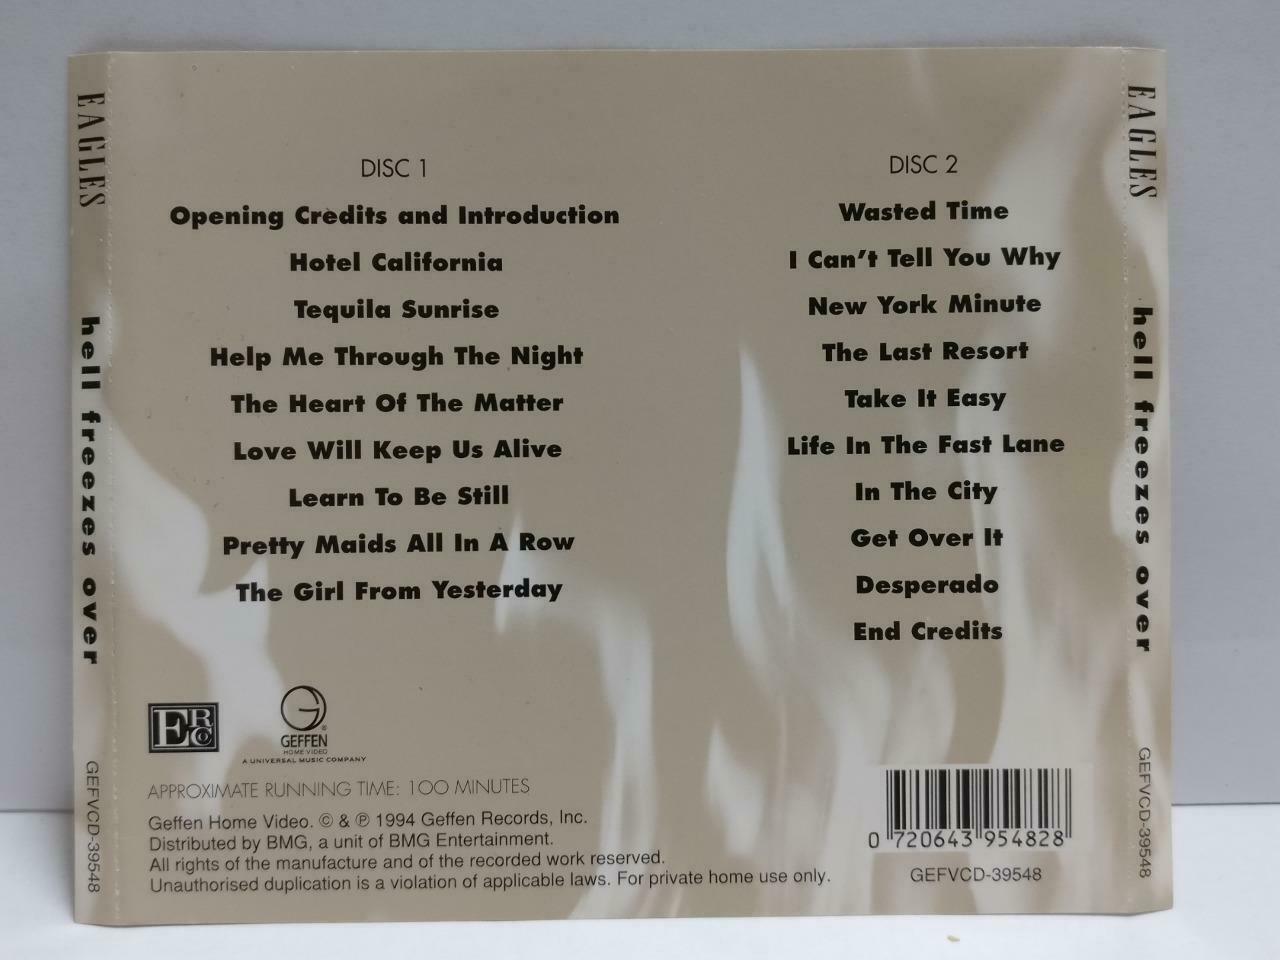 EAGLES hell freezes over GEFVCD-39548
DISC 1
Opening Credits and Introduction
Hotel California
Tequila Sunrise
Help Me Through The Night
The Heart Of The Matter
Love Will Keep Us Alive
Learn To Be Still
Pretty Maids All In A Row
The Girl From Yesterday
DISC 2
Wasted Time
I Can't Tell You Why
New York Minute
The Last Resort
Take It Easy
Life In The Fast Lane
In The City
Get Over It
Desperado
End Credits
ERC
GEFFEN
HOME VIDEO
A UNIVERSAL MUSIC COMPANY
APPROXIMATE RUNNING TIME: 100 MINUTES
Geffen Home Video. © & ℗ 1994 Geffen Records, Inc.
Distributed by BMG, a unit of BMG Entertainment.
All rights of the manufacture and of the recorded work reserved.
Unauthorised duplication is a violation of applicable laws. For private home use only.
0 720643 954828
GEFVCD-39548
EAGLES hell freezes over GEFVCD-39548